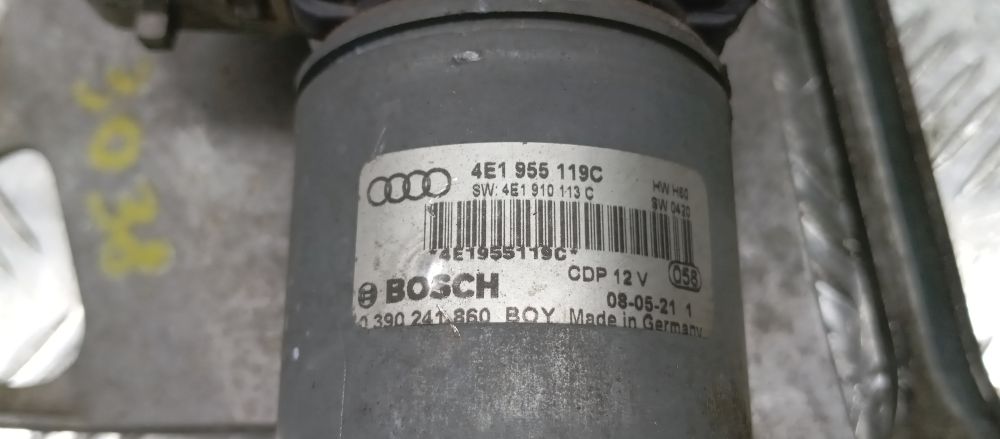 4E1 955 119C
SW: 4E1 910 113 C
HW H60
SW 0420
*4E1955119C*
CDP 12 V 058
BOSCH
08-05-21 1
0 390 241 860 BOY Made in Germany